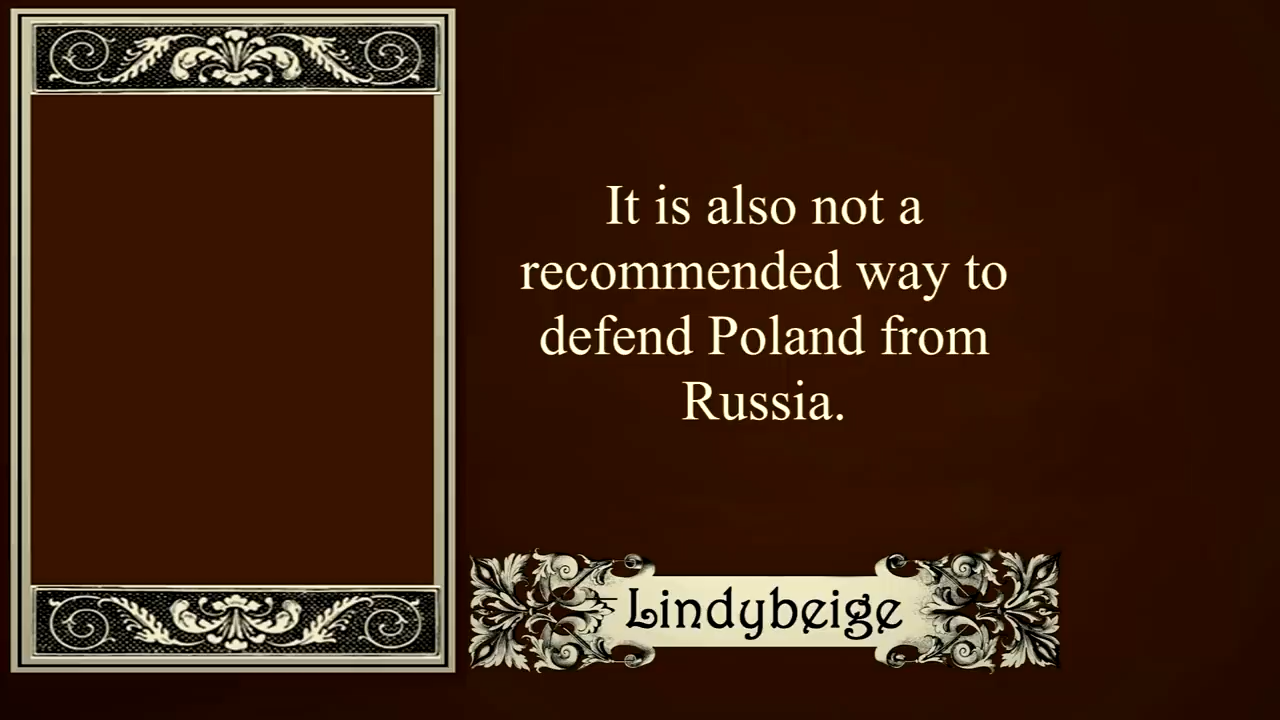 It is also not a
recommended way to
defend Poland from
Russia.
Lindybeige